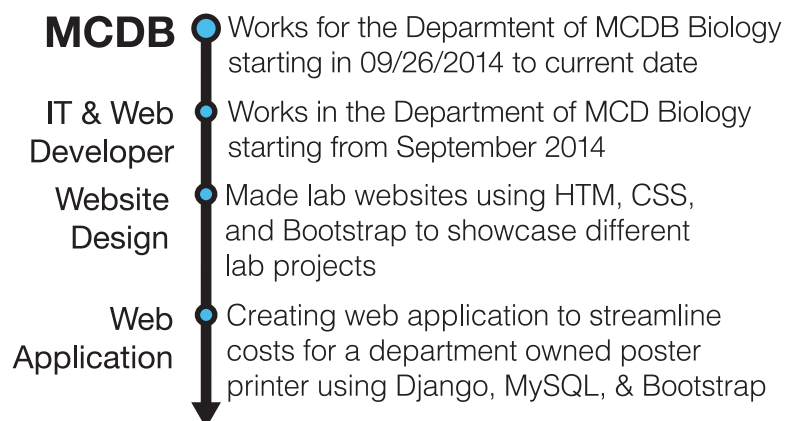 MCDB
Works for the Deparmtent of MCDB Biology
starting in 09/26/2014 to current date
IT & Web
Developer
Works in the Department of MCD Biology
starting from September 2014
Website
Design
Made lab websites using HTM, CSS,
and Bootstrap to showcase different
lab projects
Web
Application
Creating web application to streamline
costs for a department owned poster
printer using Django, MySQL, & Bootstrap